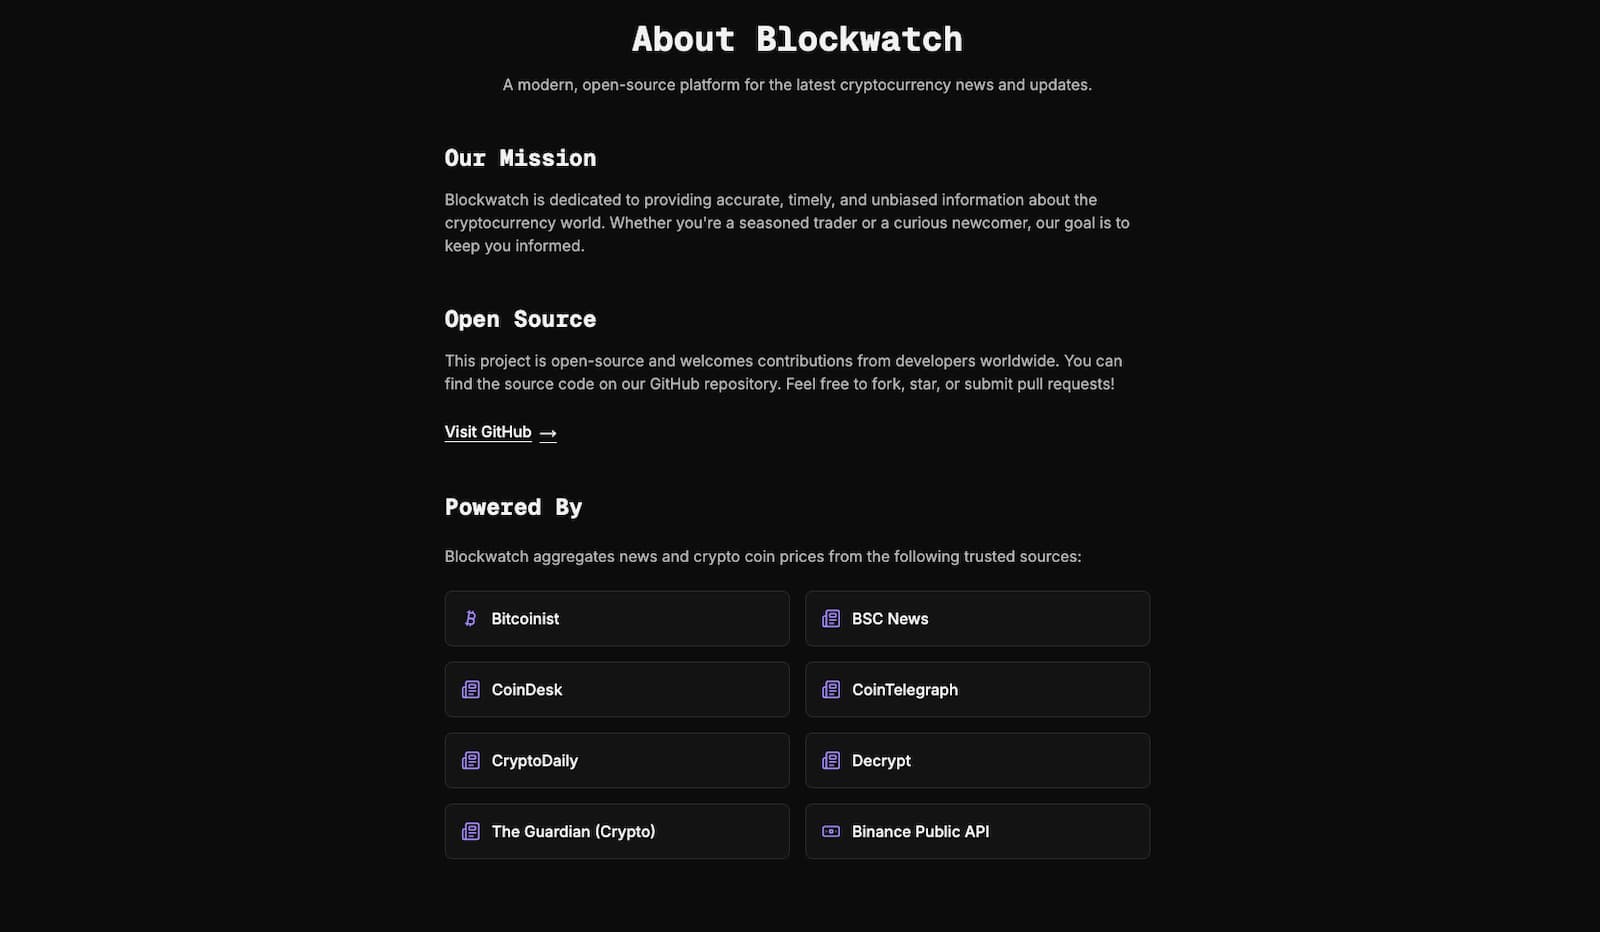 About Blockwatch
A modern, open-source platform for the latest cryptocurrency news and updates.
Our Mission
Blockwatch is dedicated to providing accurate, timely, and unbiased information about the
cryptocurrency world. Whether you're a seasoned trader or a curious newcomer, our goal is to
keep you informed.
Open Source
This project is open-source and welcomes contributions from developers worldwide. You can
find the source code on our GitHub repository. Feel free to fork, star, or submit pull requests!
Visit GitHub →
Powered By
Blockwatch aggregates news and crypto coin prices from the following trusted sources:
Bitcoinist
BSC News
CoinDesk
CoinTelegraph
CryptoDaily
Decrypt
The Guardian (Crypto)
Binance Public API